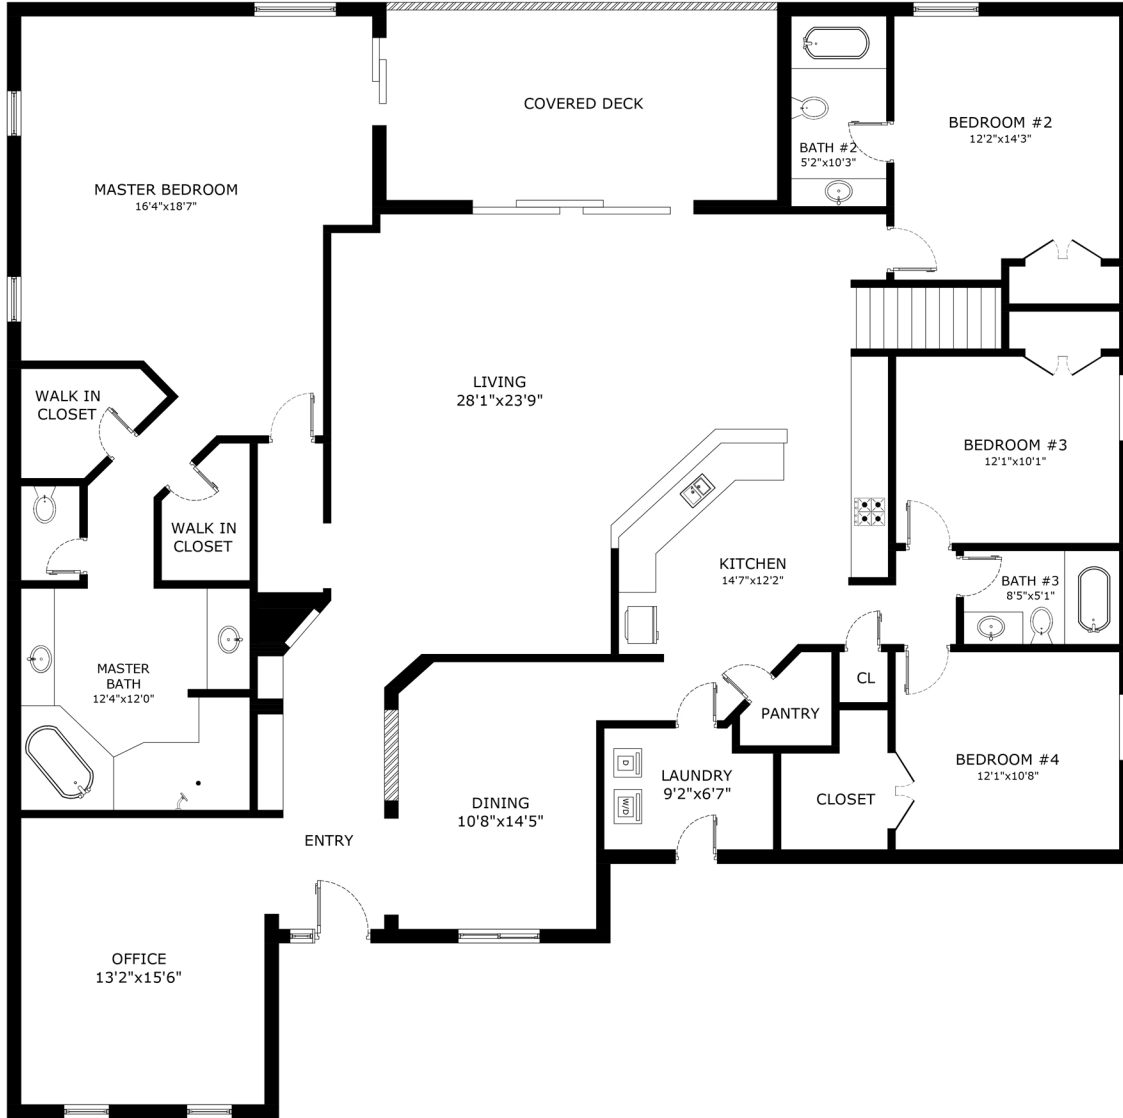 COVERED DECK
BEDROOM #2
12'2"x14'3"
BATH #2
5'2"x10'3"
MASTER BEDROOM
16'4"x18'7"
LIVING
28'1"x23'9"
WALK IN
CLOSET
BEDROOM #3
12'1"x10'1"
WALK IN
CLOSET
KITCHEN
14'7"x12'2"
BATH #3
8'5"x5'1"
MASTER
BATH
12'4"x12'0"
CL
PANTRY
BEDROOM #4
12'1"x10'8"
D
LAUNDRY
9'2"x6'7"
W/D
CLOSET
DINING
10'8"x14'5"
ENTRY
OFFICE
13'2"x15'6"